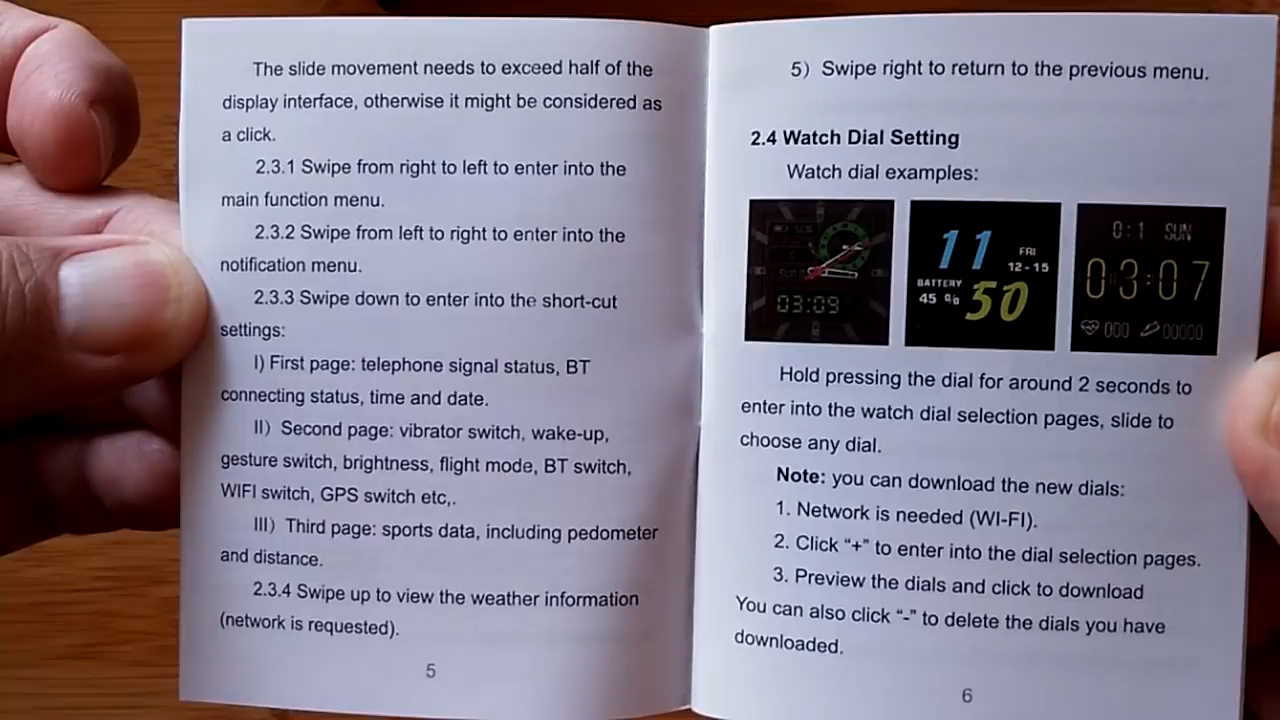 The slide movement needs to exceed half of the
display interface, otherwise it might be considered as
a click.
2.3.1 Swipe from right to left to enter into the
main function menu.
2.3.2 Swipe from left to right to enter into the
notification menu.
2.3.3 Swipe down to enter into the short-cut
settings:
I) First page: telephone signal status, BT
connecting status, time and date.
II) Second page: vibrator switch, wake-up,
gesture switch, brightness, flight mode, BT switch,
WIFI switch, GPS switch etc,.
III) Third page: sports data, including pedometer
and distance.
2.3.4 Swipe up to view the weather information
(network is requested).
5
5) Swipe right to return to the previous menu.
2.4 Watch Dial Setting
Watch dial examples:
03:09
11
FRI
12-15
BATTERY
45 %
50
0:1 SUN
03:07
000 00000
Hold pressing the dial for around 2 seconds to
enter into the watch dial selection pages, slide to
choose any dial.
Note: you can download the new dials:
1. Network is needed (WI-FI).
2. Click “+” to enter into the dial selection pages.
3. Preview the dials and click to download
You can also click “-” to delete the dials you have
downloaded.
6